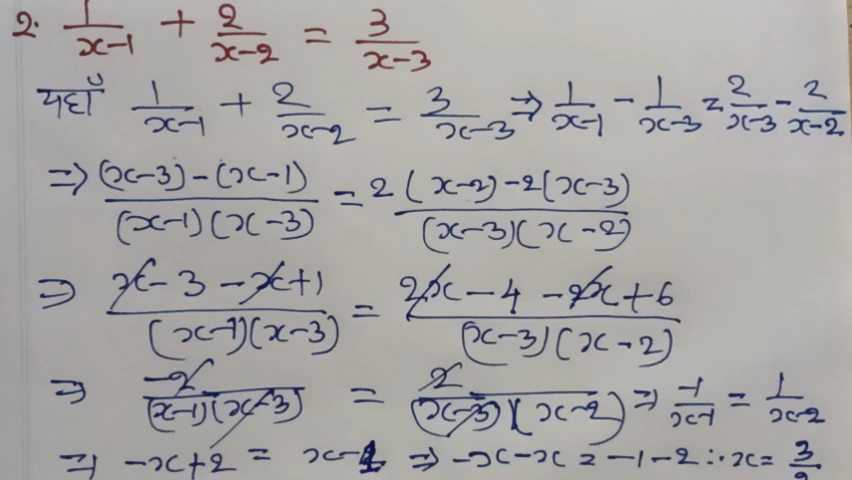 2. 1/(x-1) + 2/(x-2) = 3/(x-3)
यहाँ 1/(x-1) + 2/(x-2) = 3/(x-3) ⇒ 1/(x-1) - 1/(x-3) = 2/(x-3) - 2/(x-2)
⇒ ((x-3)-(x-1))/((x-1)(x-3)) = (2(x-2)-2(x-3))/((x-3)(x-2))
⇒ (x-3-x+1)/((x-1)(x-3)) = (2x-4-2x+6)/((x-3)(x-2))
⇒ -2/((x-1)(x-3)) = 2/((x-3)(x-2)) ⇒ -1/(x-1) = 1/(x-2)
⇒ -x+2 = x-1 ⇒ -x-x = -1-2 ∴ x = 3/2